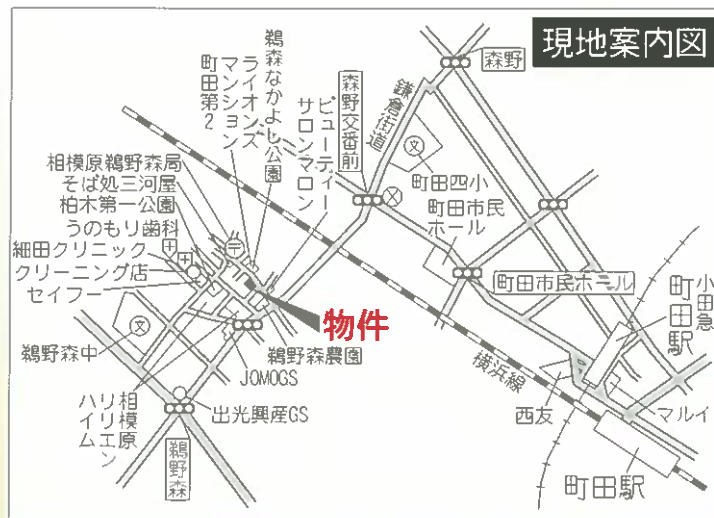 現地案内図
森野
鎌倉街道
森野交番前
ビューティー
サロンマロン
鵜森なかよし公園
ライオンズ
マンション
町田第2
町田四小
町田市民
ホール
相模原鵜野森局
そば処三河屋
柏木第一公園
うのもり歯科
細田クリニック
クリーニング店
セイフー
町田市民ホール
小田急
町田駅
物件
鵜野森中
鵜野森農園
JOMOGS
横浜線
西友
マルイ
相模原
リリエン
ハイム
出光興産GS
鵜野森
町田駅